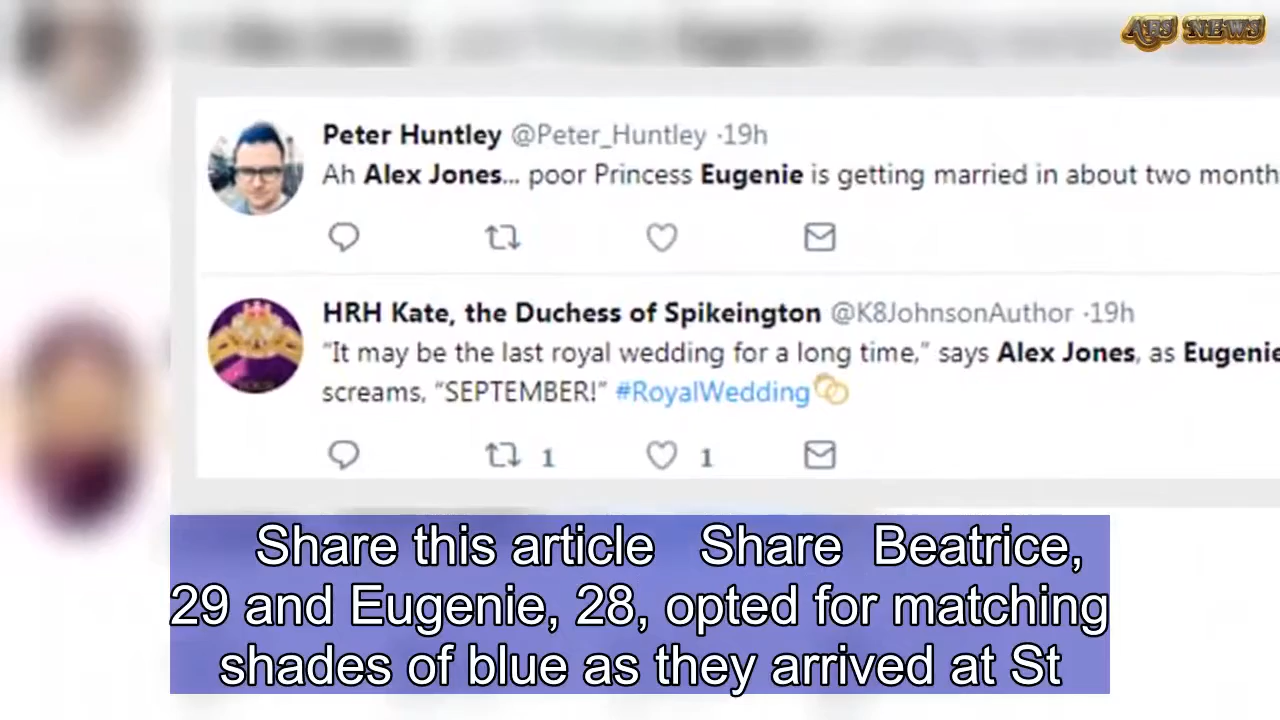 ARS NEWS
Peter Huntley @Peter_Huntley ·19h
Ah Alex Jones... poor Princess Eugenie is getting married in about two month
HRH Kate, the Duchess of Spikeington @K8JohnsonAuthor ·19h
“It may be the last royal wedding for a long time,” says Alex Jones, as Eugenie
screams, “SEPTEMBER!” #RoyalWedding
1 1
Share this article Share Beatrice,
29 and Eugenie, 28, opted for matching
shades of blue as they arrived at St